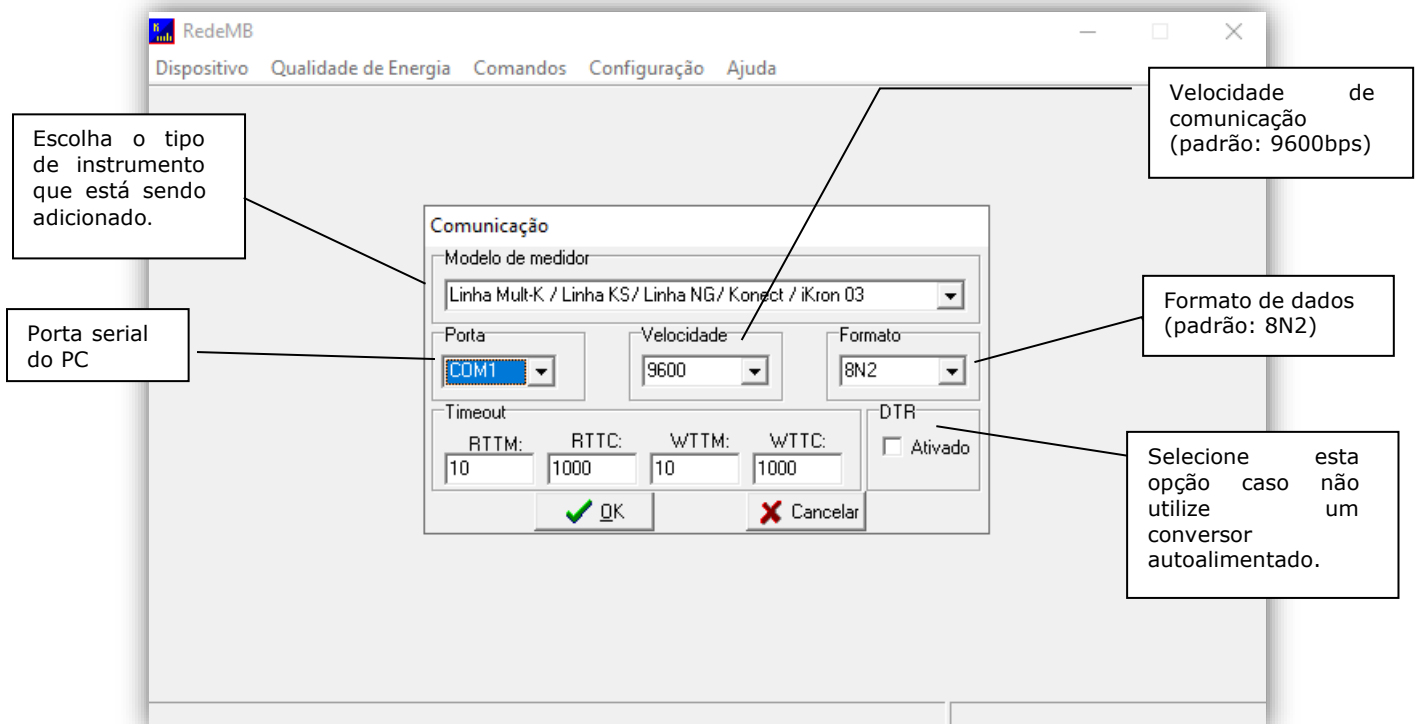 RedeMB
Dispositivo Qualidade de Energia Comandos Configuração Ajuda
Velocidade de
comunicação
(padrão: 9600bps)
Escolha o tipo
de instrumento
que está sendo
adicionado.
Comunicação
Modelo de medidor
Linha Mult-K / Linha KS/ Linha NG/ Konect / iKron 03
Formato de dados
(padrão: 8N2)
Porta serial
do PC
Porta Velocidade Formato
COM1 9600 8N2
Timeout DTR
RTTM: RTTC: WTTM: WTTC:
10 1000 10 1000
Ativado
OK Cancelar
Selecione esta
opção caso não
utilize um
conversor
autoalimentado.